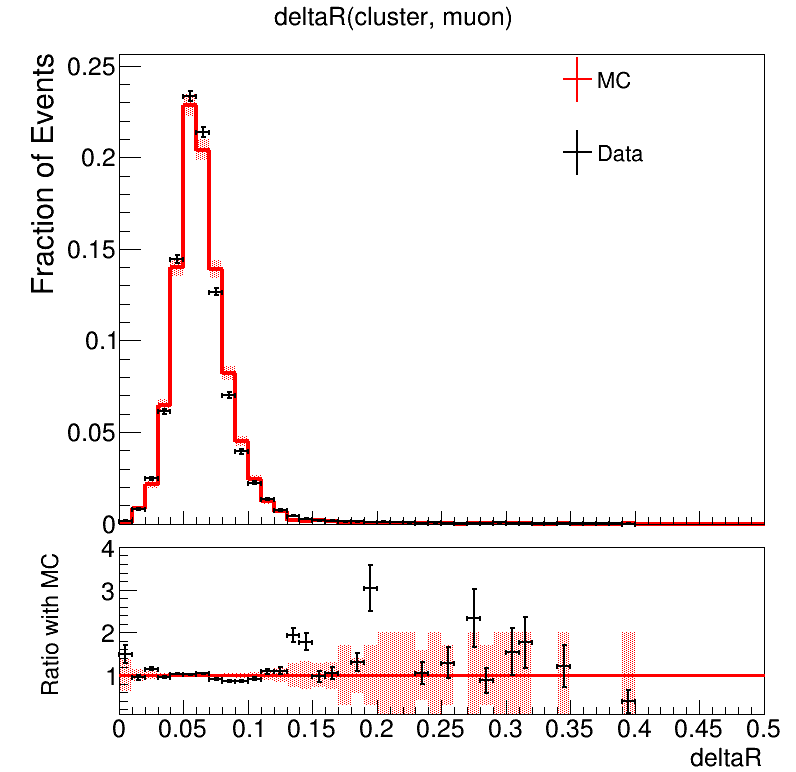 deltaR(cluster, muon)
Fraction of Events
0.25
0.2
0.15
0.1
0.05
0
MC
Data
Ratio with MC
4
3
2
1
0 0.05 0.1 0.15 0.2 0.25 0.3 0.35 0.4 0.45 0.5
deltaR